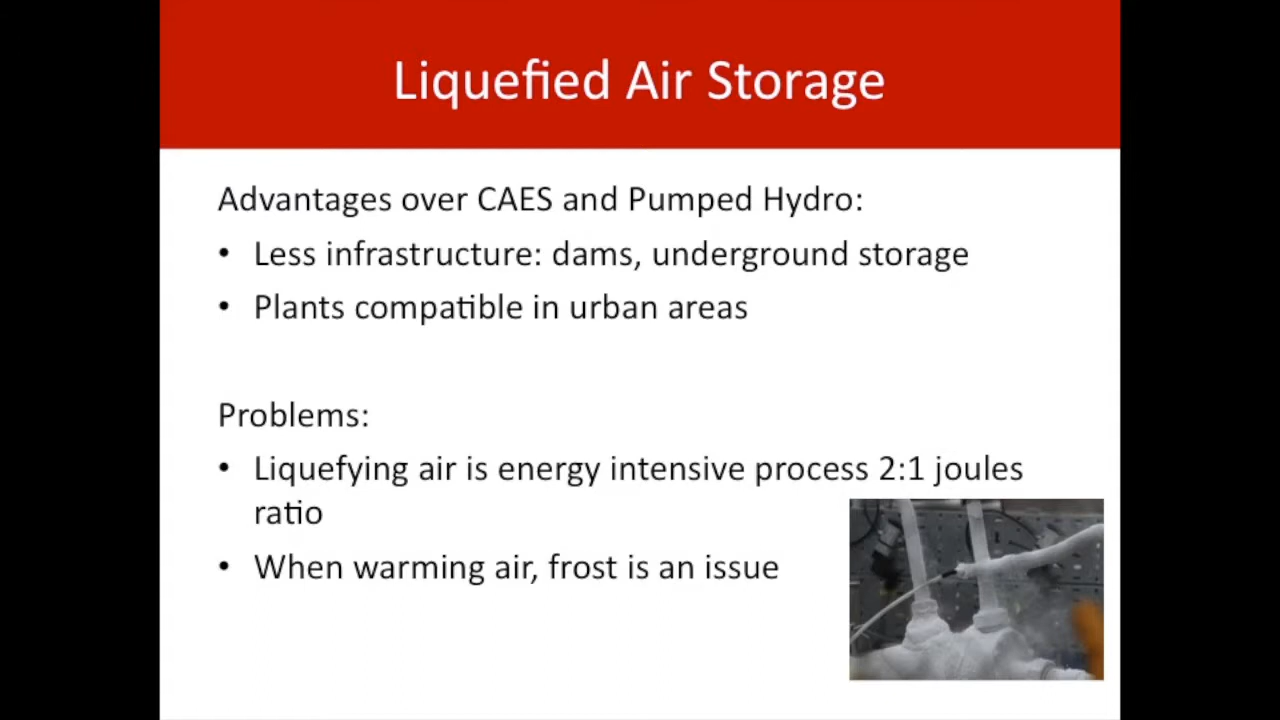 Liquefied Air Storage
Advantages over CAES and Pumped Hydro:
• Less infrastructure: dams, underground storage
• Plants compatible in urban areas
Problems:
• Liquefying air is energy intensive process 2:1 joules
ratio
• When warming air, frost is an issue